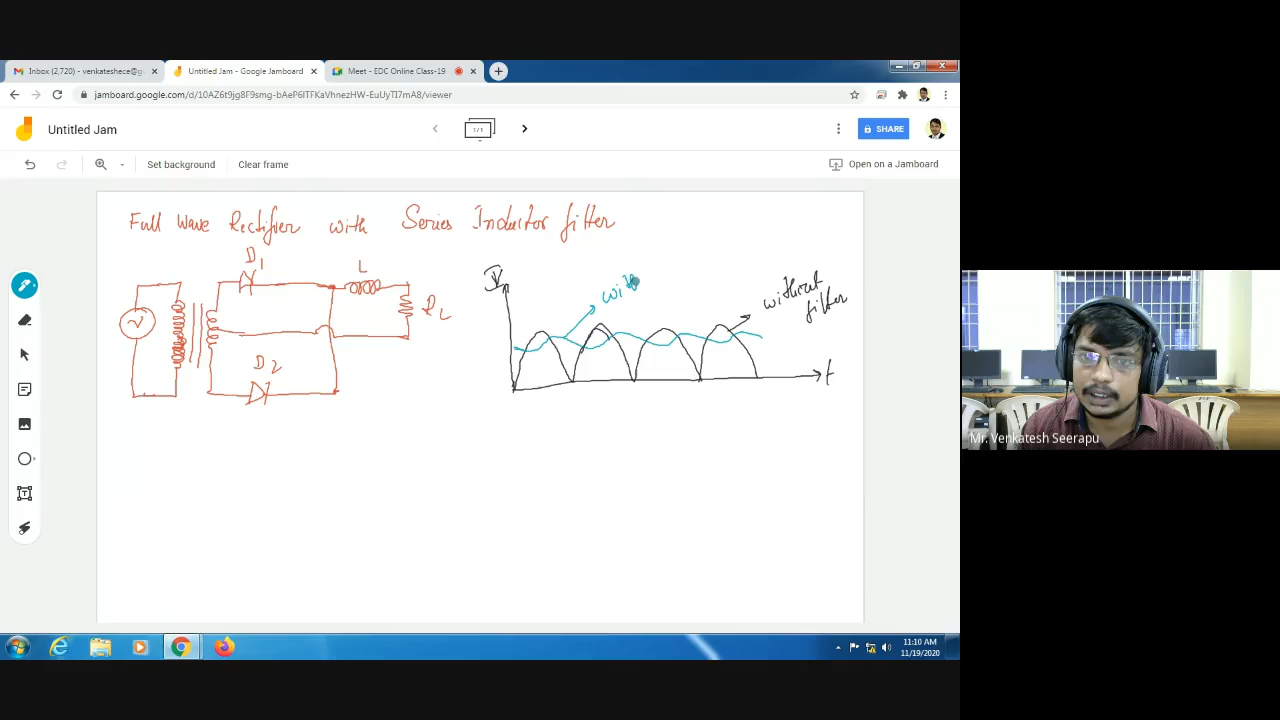 Inbox (2,720) - venkateshece@g
Untitled Jam - Google Jamboard
Meet - EDC Online Class-19
jamboard.google.com/d/10AZ6t9jg8F9smg-bAeP6lTFKaVhnezHW-EuUyTI7mA8/viewer
Untitled Jam
1/1
SHARE
Set background
Clear frame
Open on a Jamboard
Full Wave Rectifier with Series Inductor filter
D1
L
RL
V
D2
V
with
without
filter
t
Mr. Venkatesh Seerapu
11:10 AM
11/19/2020